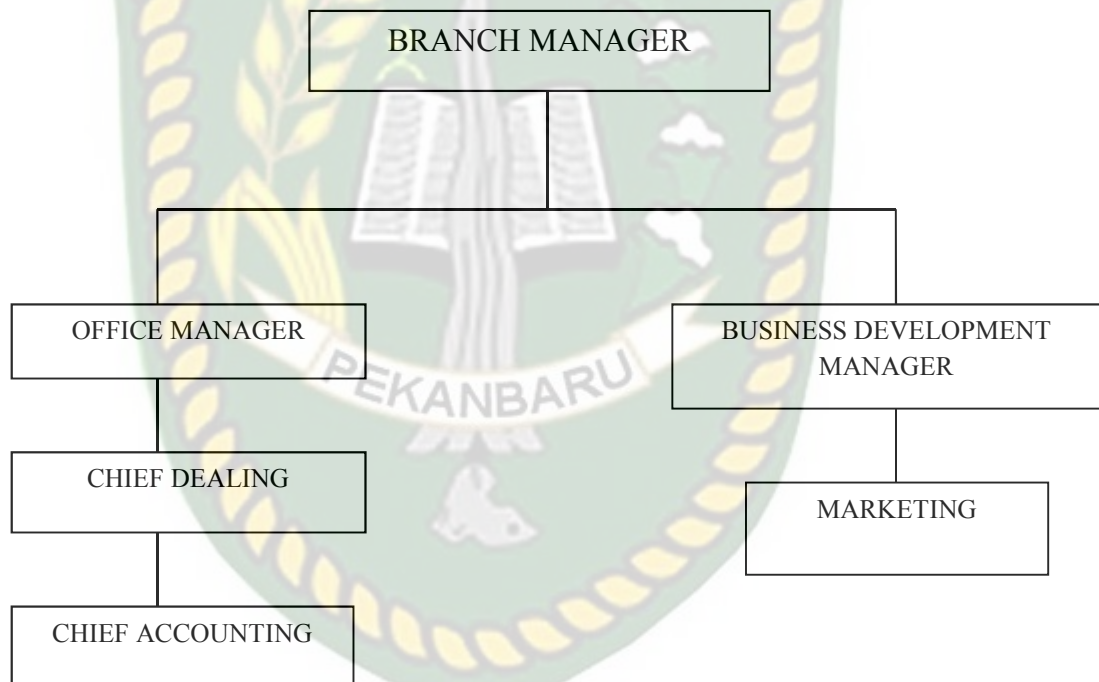 BRANCH MANAGER
OFFICE MANAGER
BUSINESS DEVELOPMENT
MANAGER
PEKANBARU
CHIEF DEALING
MARKETING
CHIEF ACCOUNTING